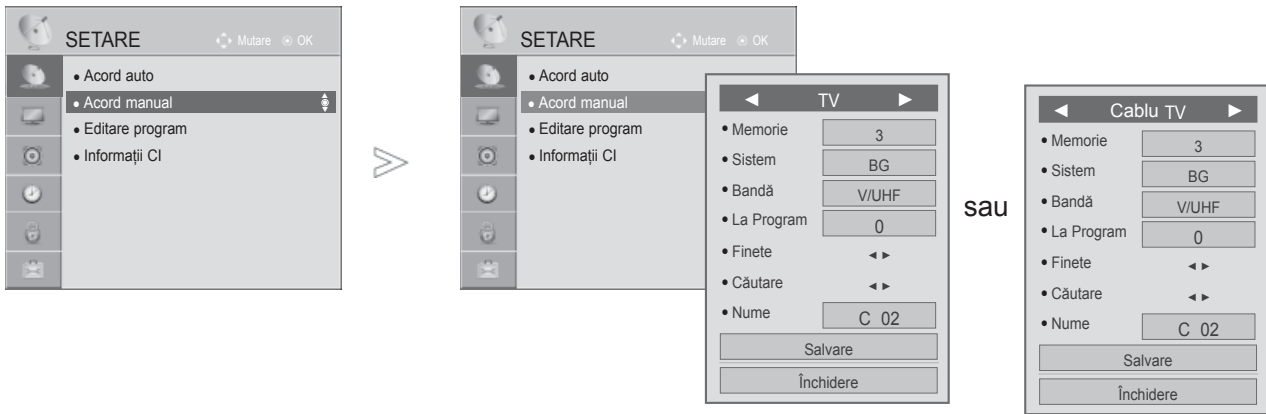 SETARE
Mutare OK
Acord auto
Acord manual
Editare program
Informații CI
SETARE
Mutare OK
Acord auto
Acord manual
Editare program
Informații CI
TV
Memorie 3
Sistem BG
Bandă V/UHF
La Program 0
Finete
Căutare
Nume C 02
Salvare
Închidere
sau
Cablu TV
Memorie 3
Sistem BG
Bandă V/UHF
La Program 0
Finete
Căutare
Nume C 02
Salvare
Închidere